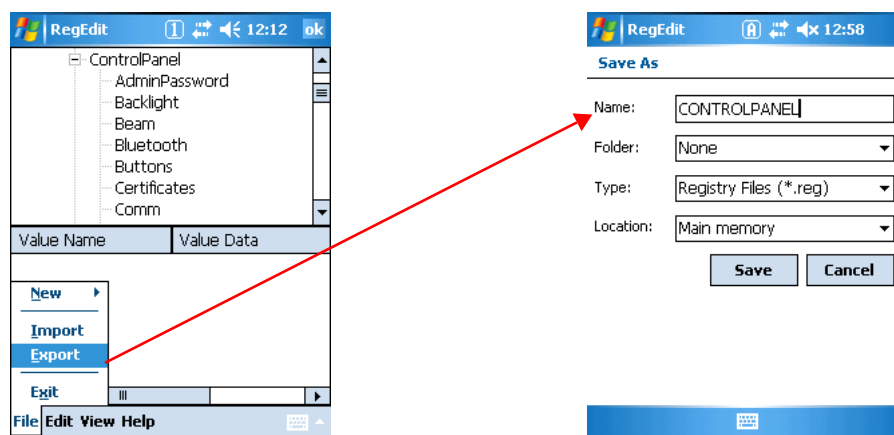 RegEdit 1 12:12 ok
ControlPanel
AdminPassword
Backlight
Beam
Bluetooth
Buttons
Certificates
Comm
Value Name Value Data
New
Import
Export
Exit
File Edit View Help
RegEdit A 12:58
Save As
Name: CONTROLPANEL
Folder: None
Type: Registry Files (*.reg)
Location: Main memory
Save Cancel